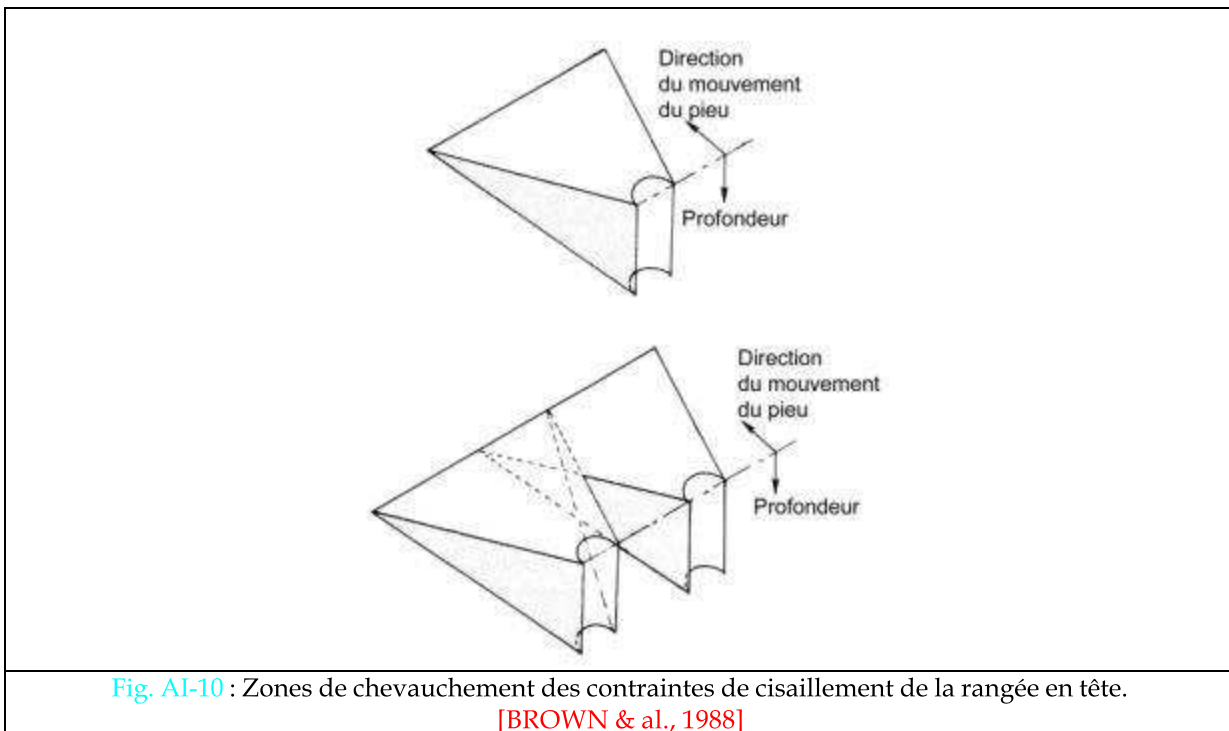 Direction
du mouvement
du pieu
Profondeur
Direction
du mouvement
du pieu
Profondeur
Fig. AI-10 : Zones de chevauchement des contraintes de cisaillement de la rangée en tête.
[BROWN & al., 1988]